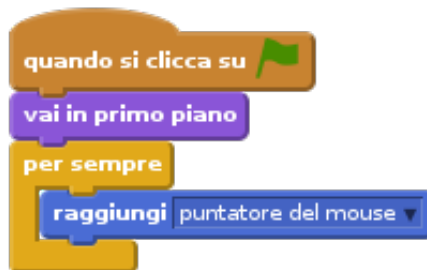 quando si clicca su
vai in primo piano
per sempre
raggiungi puntatore del mouse